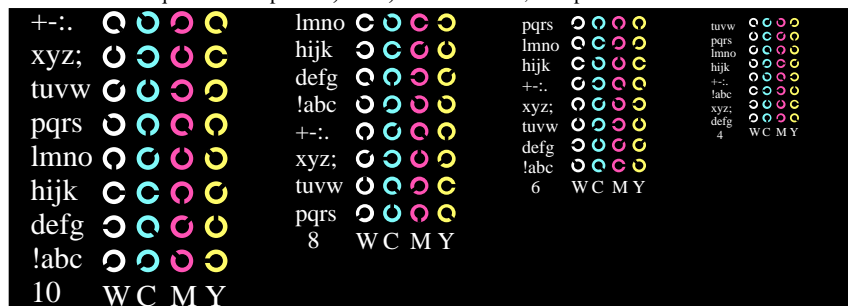 +-:.
xyz;
tuvw
pqrs
lmno
hijk
defg
!abc
10 W C M Y
lmno
hijk
defg
!abc
+-:.
xyz;
tuvw
pqrs
8 W C M Y
pqrs
lmno
hijk
+-:.
xyz;
tuvw
defg
!abc
6 W C M Y
tuvw
pqrs
lmno
hijk
+-:.
!abc
xyz;
defg
4 W C M Y